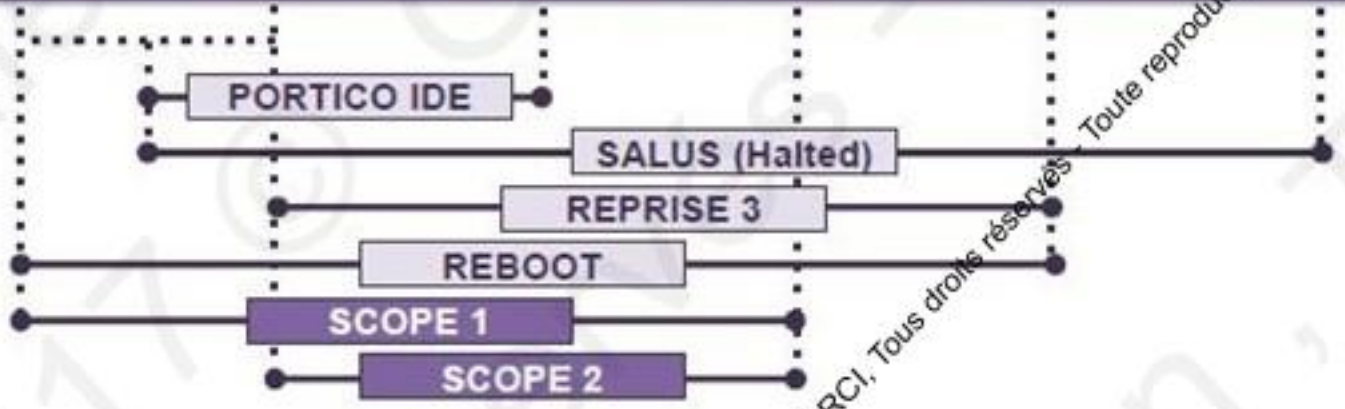 PORTICO IDE
SALUS (Halted)
REPRISE 3
REBOOT
SCOPE 1
SCOPE 2
RCI, Tous droits réservés - Toute reprodu